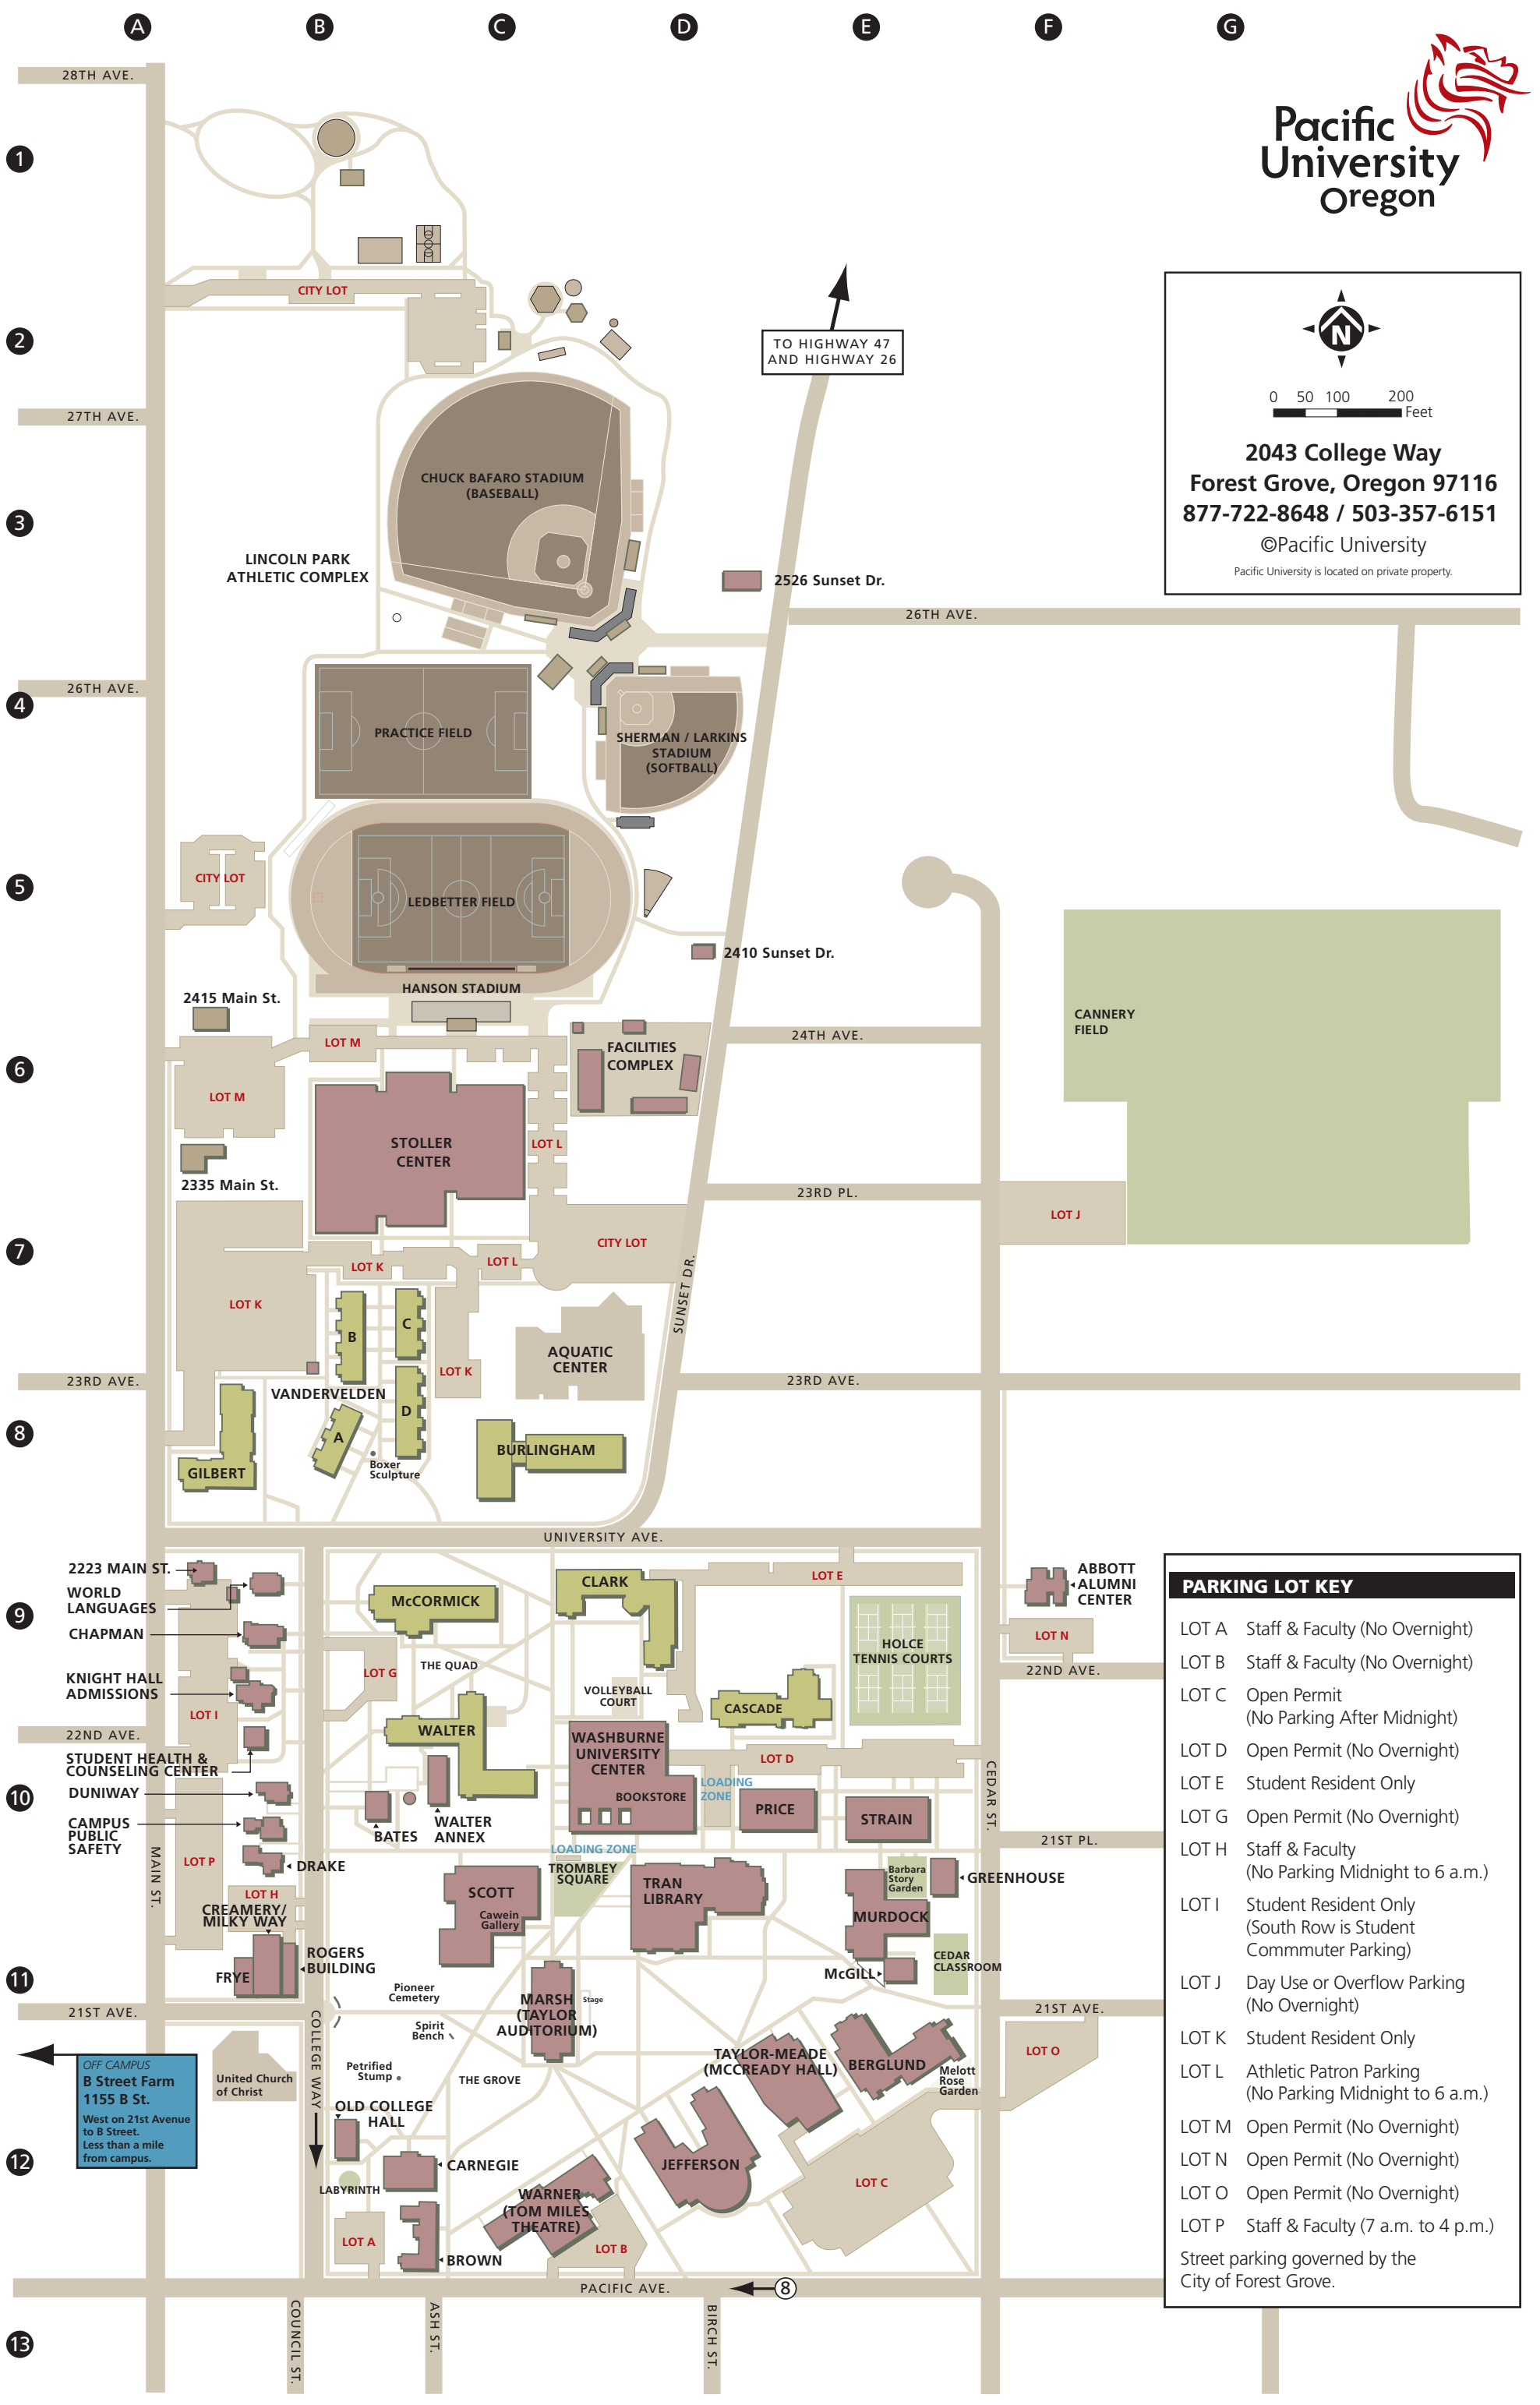 A B C D E F G
Pacific
University
Oregon
28TH AVE.
1
CITY LOT
2
TO HIGHWAY 47
AND HIGHWAY 26
N
0 50 100 200
Feet
2043 College Way
Forest Grove, Oregon 97116
877-722-8648 / 503-357-6151
©Pacific University
Pacific University is located on private property.
27TH AVE.
CHUCK BAFARO STADIUM
(BASEBALL)
3
LINCOLN PARK
ATHLETIC COMPLEX
2526 Sunset Dr.
26TH AVE.
26TH AVE.
4
PRACTICE FIELD
SHERMAN / LARKINS
STADIUM
(SOFTBALL)
CITY LOT
5
LEDBETTER FIELD
2410 Sunset Dr.
HANSON STADIUM
2415 Main St.
CANNERY
FIELD
24TH AVE.
LOT M
FACILITIES
COMPLEX
6
LOT M
STOLLER
CENTER
LOT L
2335 Main St.
23RD PL.
LOT J
CITY LOT
7
LOT K
LOT L
LOT K
SUNSET DR.
B
C
AQUATIC
CENTER
LOT K
23RD AVE.
23RD AVE.
VANDERVELDEN
D
A
8
BURLINGHAM
GILBERT
Boxer
Sculpture
UNIVERSITY AVE.
2223 MAIN ST.
WORLD
LANGUAGES
9
CHAPMAN
McCORMICK
CLARK
LOT E
ABBOTT
ALUMNI
CENTER
LOT N
22ND AVE.
HOLCE
TENNIS COURTS
THE QUAD
LOT G
KNIGHT HALL
ADMISSIONS
VOLLEYBALL
COURT
CASCADE
LOT I
22ND AVE.
WALTER
WASHBURNE
UNIVERSITY
CENTER
BOOKSTORE
LOT D
LOADING
ZONE
STUDENT HEALTH &
COUNSELING CENTER
10
DUNIWAY
CEDAR ST.
PRICE
STRAIN
CAMPUS
PUBLIC
SAFETY
BATES
WALTER
ANNEX
21ST PL.
MAIN ST.
LOT P
DRAKE
LOADING ZONE
TROMBLEY
SQUARE
TRAN
LIBRARY
Barbara
Story
Garden
GREENHOUSE
LOT H
CREAMERY/
MILKY WAY
SCOTT
Cawein
Gallery
MURDOCK
FRYE
ROGERS
BUILDING
11
McGILL
CEDAR
CLASSROOM
Pioneer
Cemetery
MARSH
(TAYLOR
AUDITORIUM)
Stage
21ST AVE.
21ST AVE.
Spirit
Bench
COLLEGE WAY
OFF CAMPUS
B Street Farm
1155 B St.
West on 21st Avenue
to B Street.
Less than a mile
from campus.
United Church
of Christ
Petrified
Stump
THE GROVE
TAYLOR-MEADE
(MCCREADY HALL)
BERGLUND
Melott
Rose
Garden
LOT O
OLD COLLEGE
HALL
12
CARNEGIE
JEFFERSON
LOT C
LABYRINTH
WARNER
(TOM MILES
THEATRE)
LOT A
LOT B
BROWN
PACIFIC AVE.
8
COUNCIL ST.
ASH ST.
BIRCH ST.
13
PARKING LOT KEY
LOT A Staff & Faculty (No Overnight)
LOT B Staff & Faculty (No Overnight)
LOT C Open Permit
(No Parking After Midnight)
LOT D Open Permit (No Overnight)
LOT E Student Resident Only
LOT G Open Permit (No Overnight)
LOT H Staff & Faculty
(No Parking Midnight to 6 a.m.)
LOT I Student Resident Only
(South Row is Student
Commmuter Parking)
LOT J Day Use or Overflow Parking
(No Overnight)
LOT K Student Resident Only
LOT L Athletic Patron Parking
(No Parking Midnight to 6 a.m.)
LOT M Open Permit (No Overnight)
LOT N Open Permit (No Overnight)
LOT O Open Permit (No Overnight)
LOT P Staff & Faculty (7 a.m. to 4 p.m.)
Street parking governed by the
City of Forest Grove.